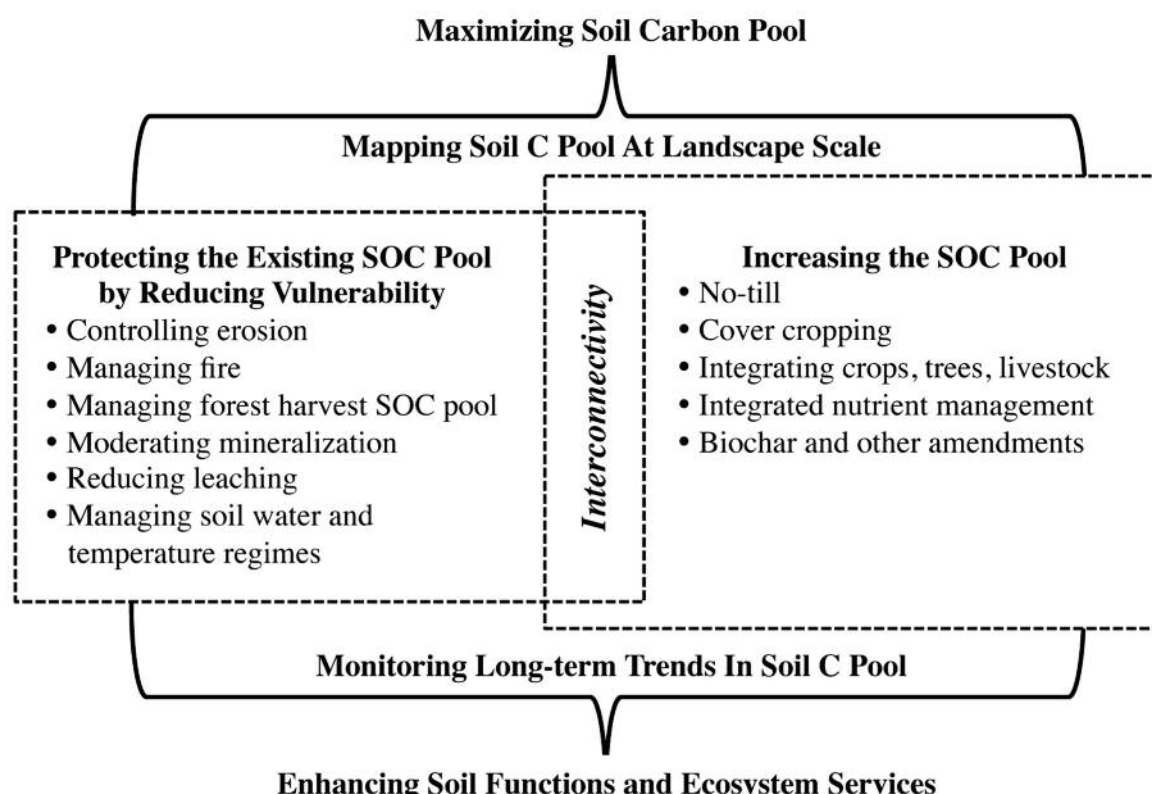 Maximizing Soil Carbon Pool
Mapping Soil C Pool At Landscape Scale
Protecting the Existing SOC Pool
by Reducing Vulnerability
• Controlling erosion
• Managing fire
• Managing forest harvest SOC pool
• Moderating mineralization
• Reducing leaching
• Managing soil water and
temperature regimes
Interconnectivity
Increasing the SOC Pool
• No-till
• Cover cropping
• Integrating crops, trees, livestock
• Integrated nutrient management
• Biochar and other amendments
Monitoring Long-term Trends In Soil C Pool
Enhancing Soil Functions and Ecosystem Services